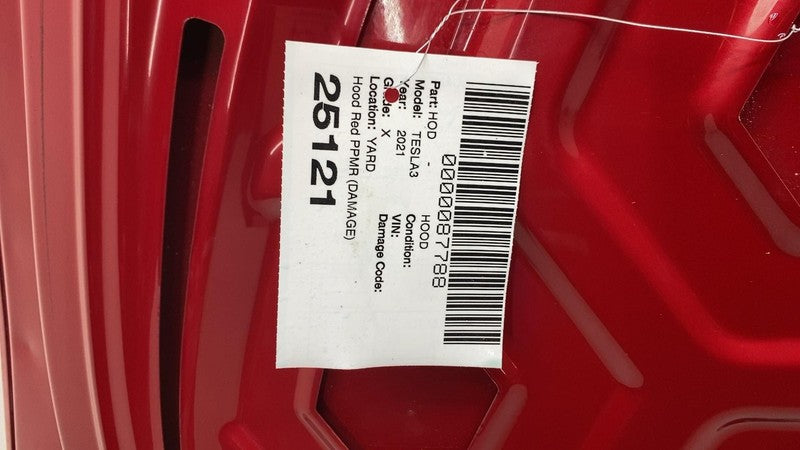 0000087788
Part: HOD - HOOD
Model: TESLA3 Condition:
Year: 2021 VIN:
Grade: X Damage Code:
Location: YARD
Hood Red PPMR (DAMAGE)
25121